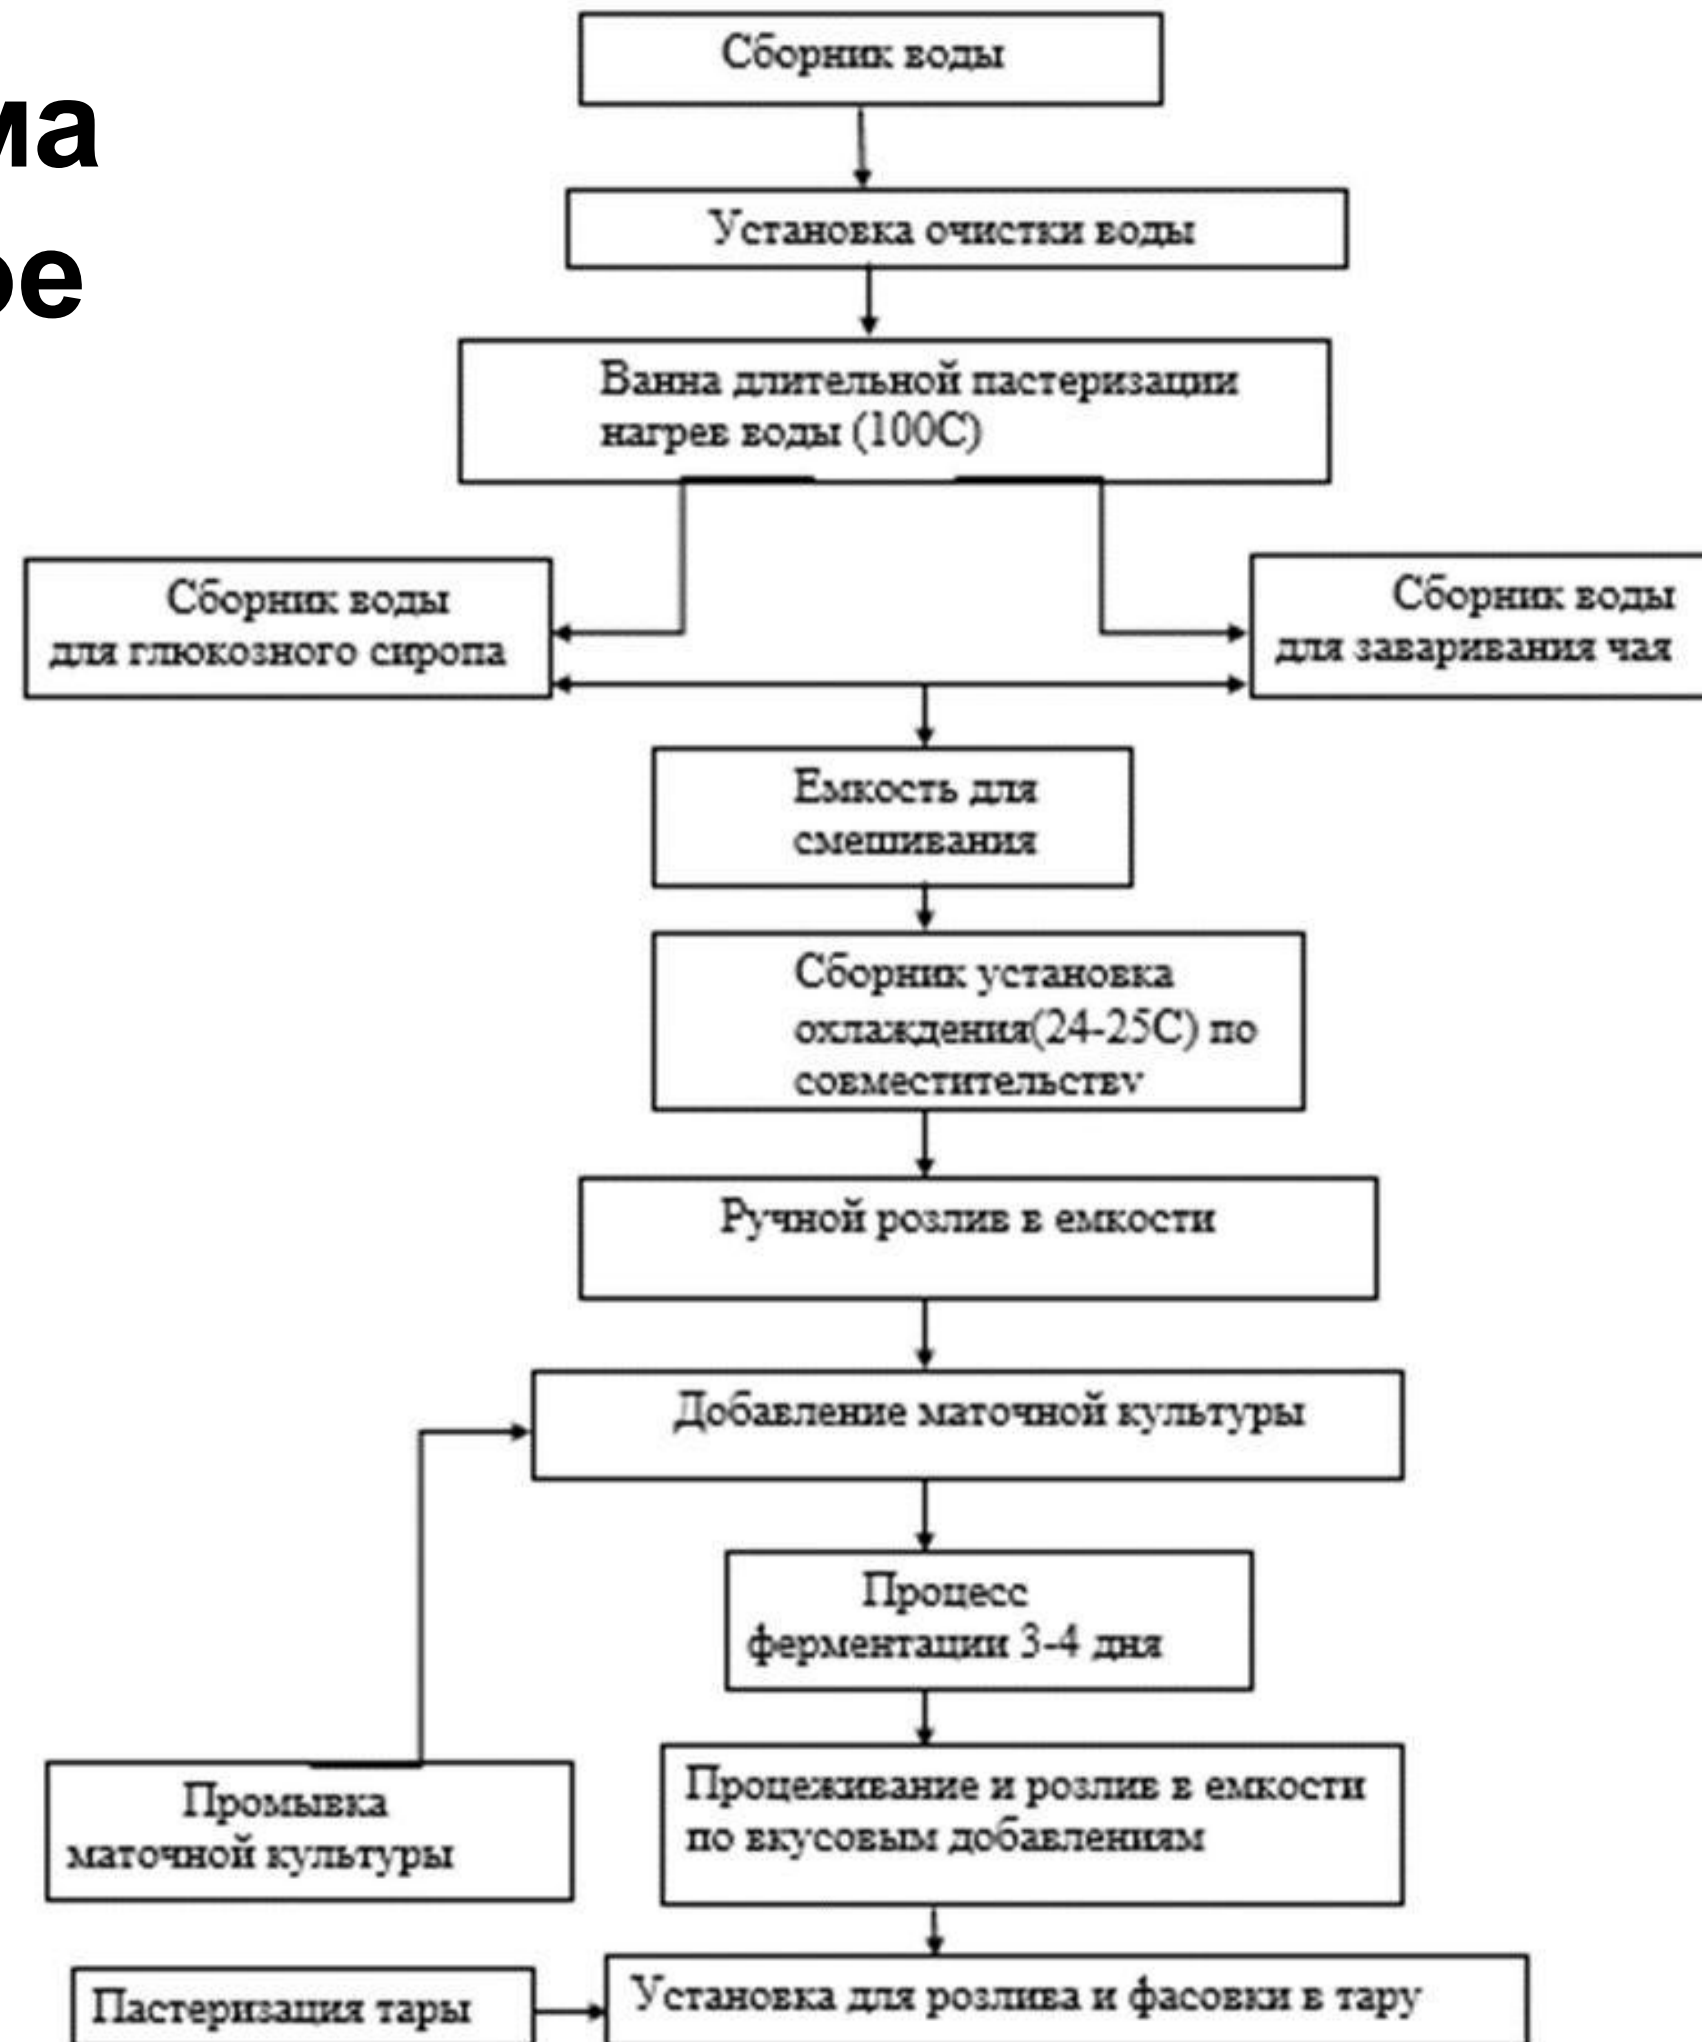 ма
ре
Сборник воды
Установка очистки воды
Ванна длительной пастеризации
нагрев воды (100С)
Сборник воды
для глюкозного сиропа
Сборник воды
для заваривания чая
Емкость для
смешивания
Сборник установка
охлаждения(24-25С) по
совместительству
Ручной розлив в емкости
Добавление маточной культуры
Процесс
ферментации 3-4 дня
Промывка
маточной культуры
Процеживание и розлив в емкости
по вкусовым добавлениям
Пастеризация тары
Установка для розлива и фасовки в тару